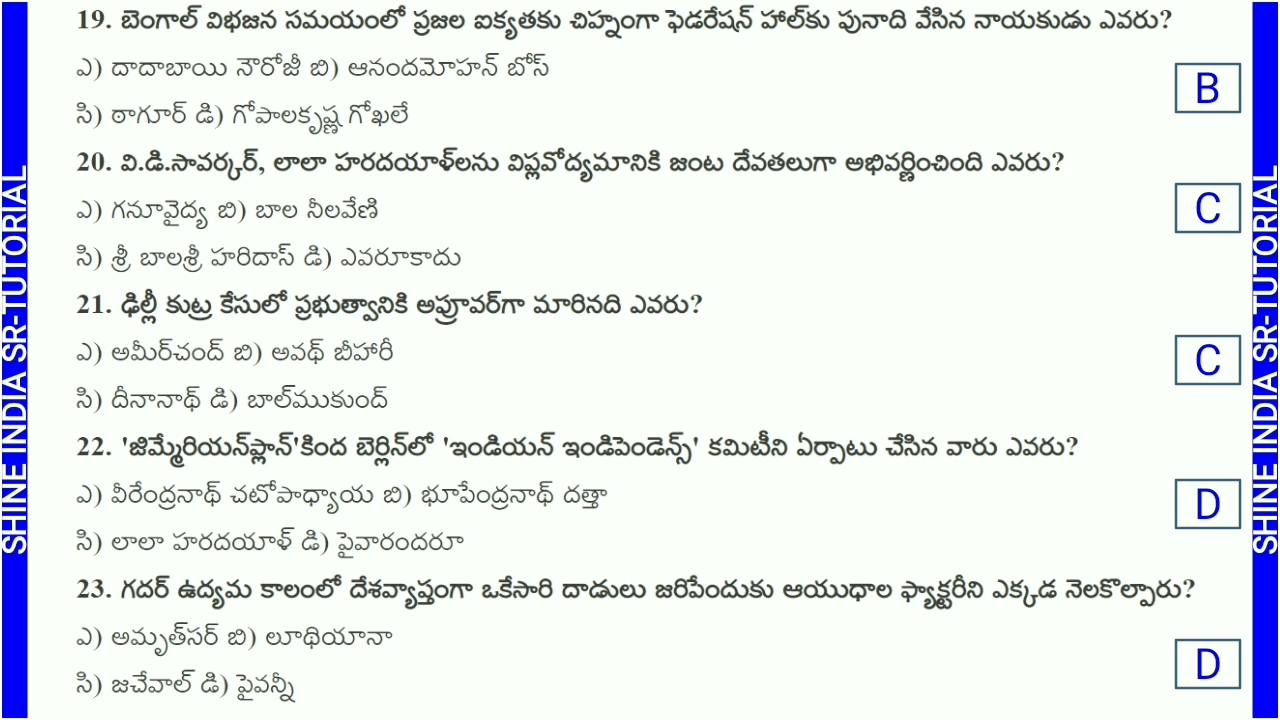 SHINE INDIA SR-TUTORIAL
19. బెంగాల్ విభజన సమయంలో ప్రజల ఐక్యతకు చిహ్నంగా ఫెడరేషన్ హాల్‌కు పునాది వేసిన నాయకుడు ఎవరు?
ఎ) దాదాబాయి నౌరోజీ బి) ఆనందమోహన్ బోస్
B
సి) ఠాగూర్ డి) గోపాలకృష్ణ గోఖలే
20. వి.డి.సావర్కర్, లాలా హరదయాళ్‌లను విప్లవోద్యమానికి జంట దేవతలుగా అభివర్ణించింది ఎవరు?
ఎ) గనూవైద్య బి) బాల నీలవేణి
C
సి) శ్రీ బాలశ్రీ హరిదాస్ డి) ఎవరూకాదు
21. ఢిల్లీ కుట్ర కేసులో ప్రభుత్వానికి అప్రూవర్‌గా మారినది ఎవరు?
ఎ) అమీర్‌చంద్ బి) అవథ్ బీహారీ
C
సి) దీనానాథ్ డి) బాల్‌ముకుంద్
22. 'జిమ్మేరియన్‌ప్లాన్'కింద బెర్లిన్‌లో 'ఇండియన్ ఇండిపెండెన్స్' కమిటీని ఏర్పాటు చేసిన వారు ఎవరు?
ఎ) వీరేంద్రనాథ్ చటోపాధ్యాయ బి) భూపేంద్రనాథ్ దత్తా
D
సి) లాలా హరదయాళ్ డి) పైవారందరూ
23. గదర్ ఉద్యమ కాలంలో దేశవ్యాప్తంగా ఒకేసారి దాడులు జరిపేందుకు ఆయుధాల ఫ్యాక్టరీని ఎక్కడ నెలకొల్పారు?
ఎ) అమృత్‌సర్ బి) లూథియానా
D
సి) జచేవాల్ డి) పైవన్నీ
SHINE INDIA SR-TUTORIAL